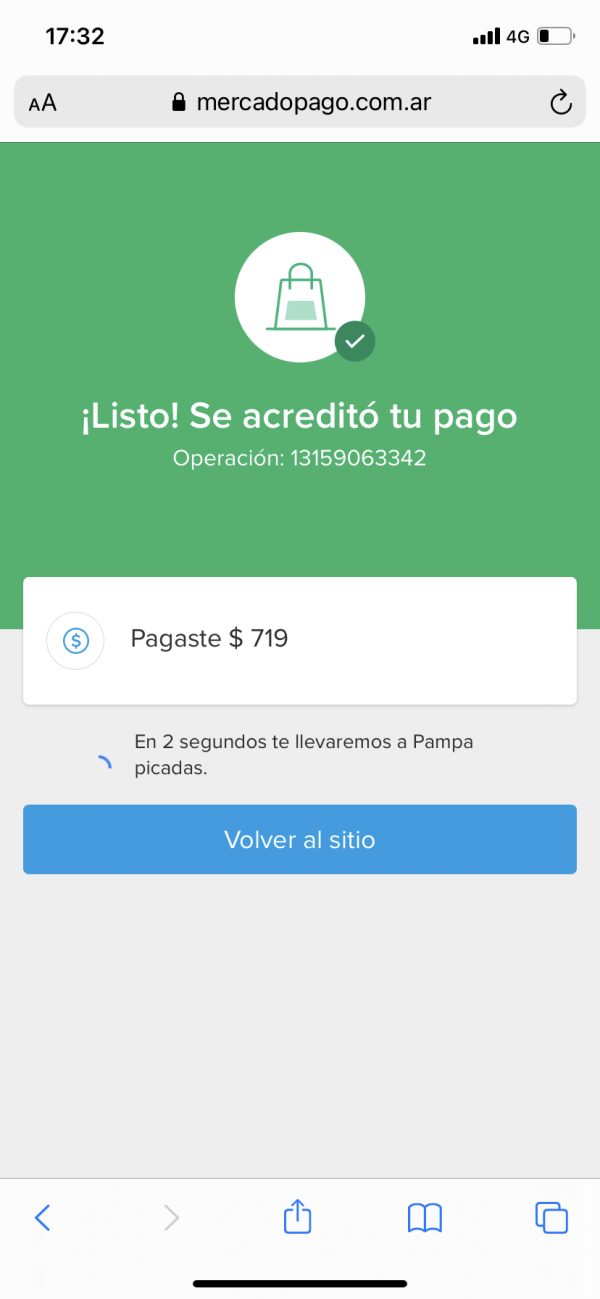 17:32
4G
AA
mercadopago.com.ar
¡Listo! Se acreditó tu pago
Operación: 13159063342
$
Pagaste $ 719
En 2 segundos te llevaremos a Pampa
picadas.
Volver al sitio